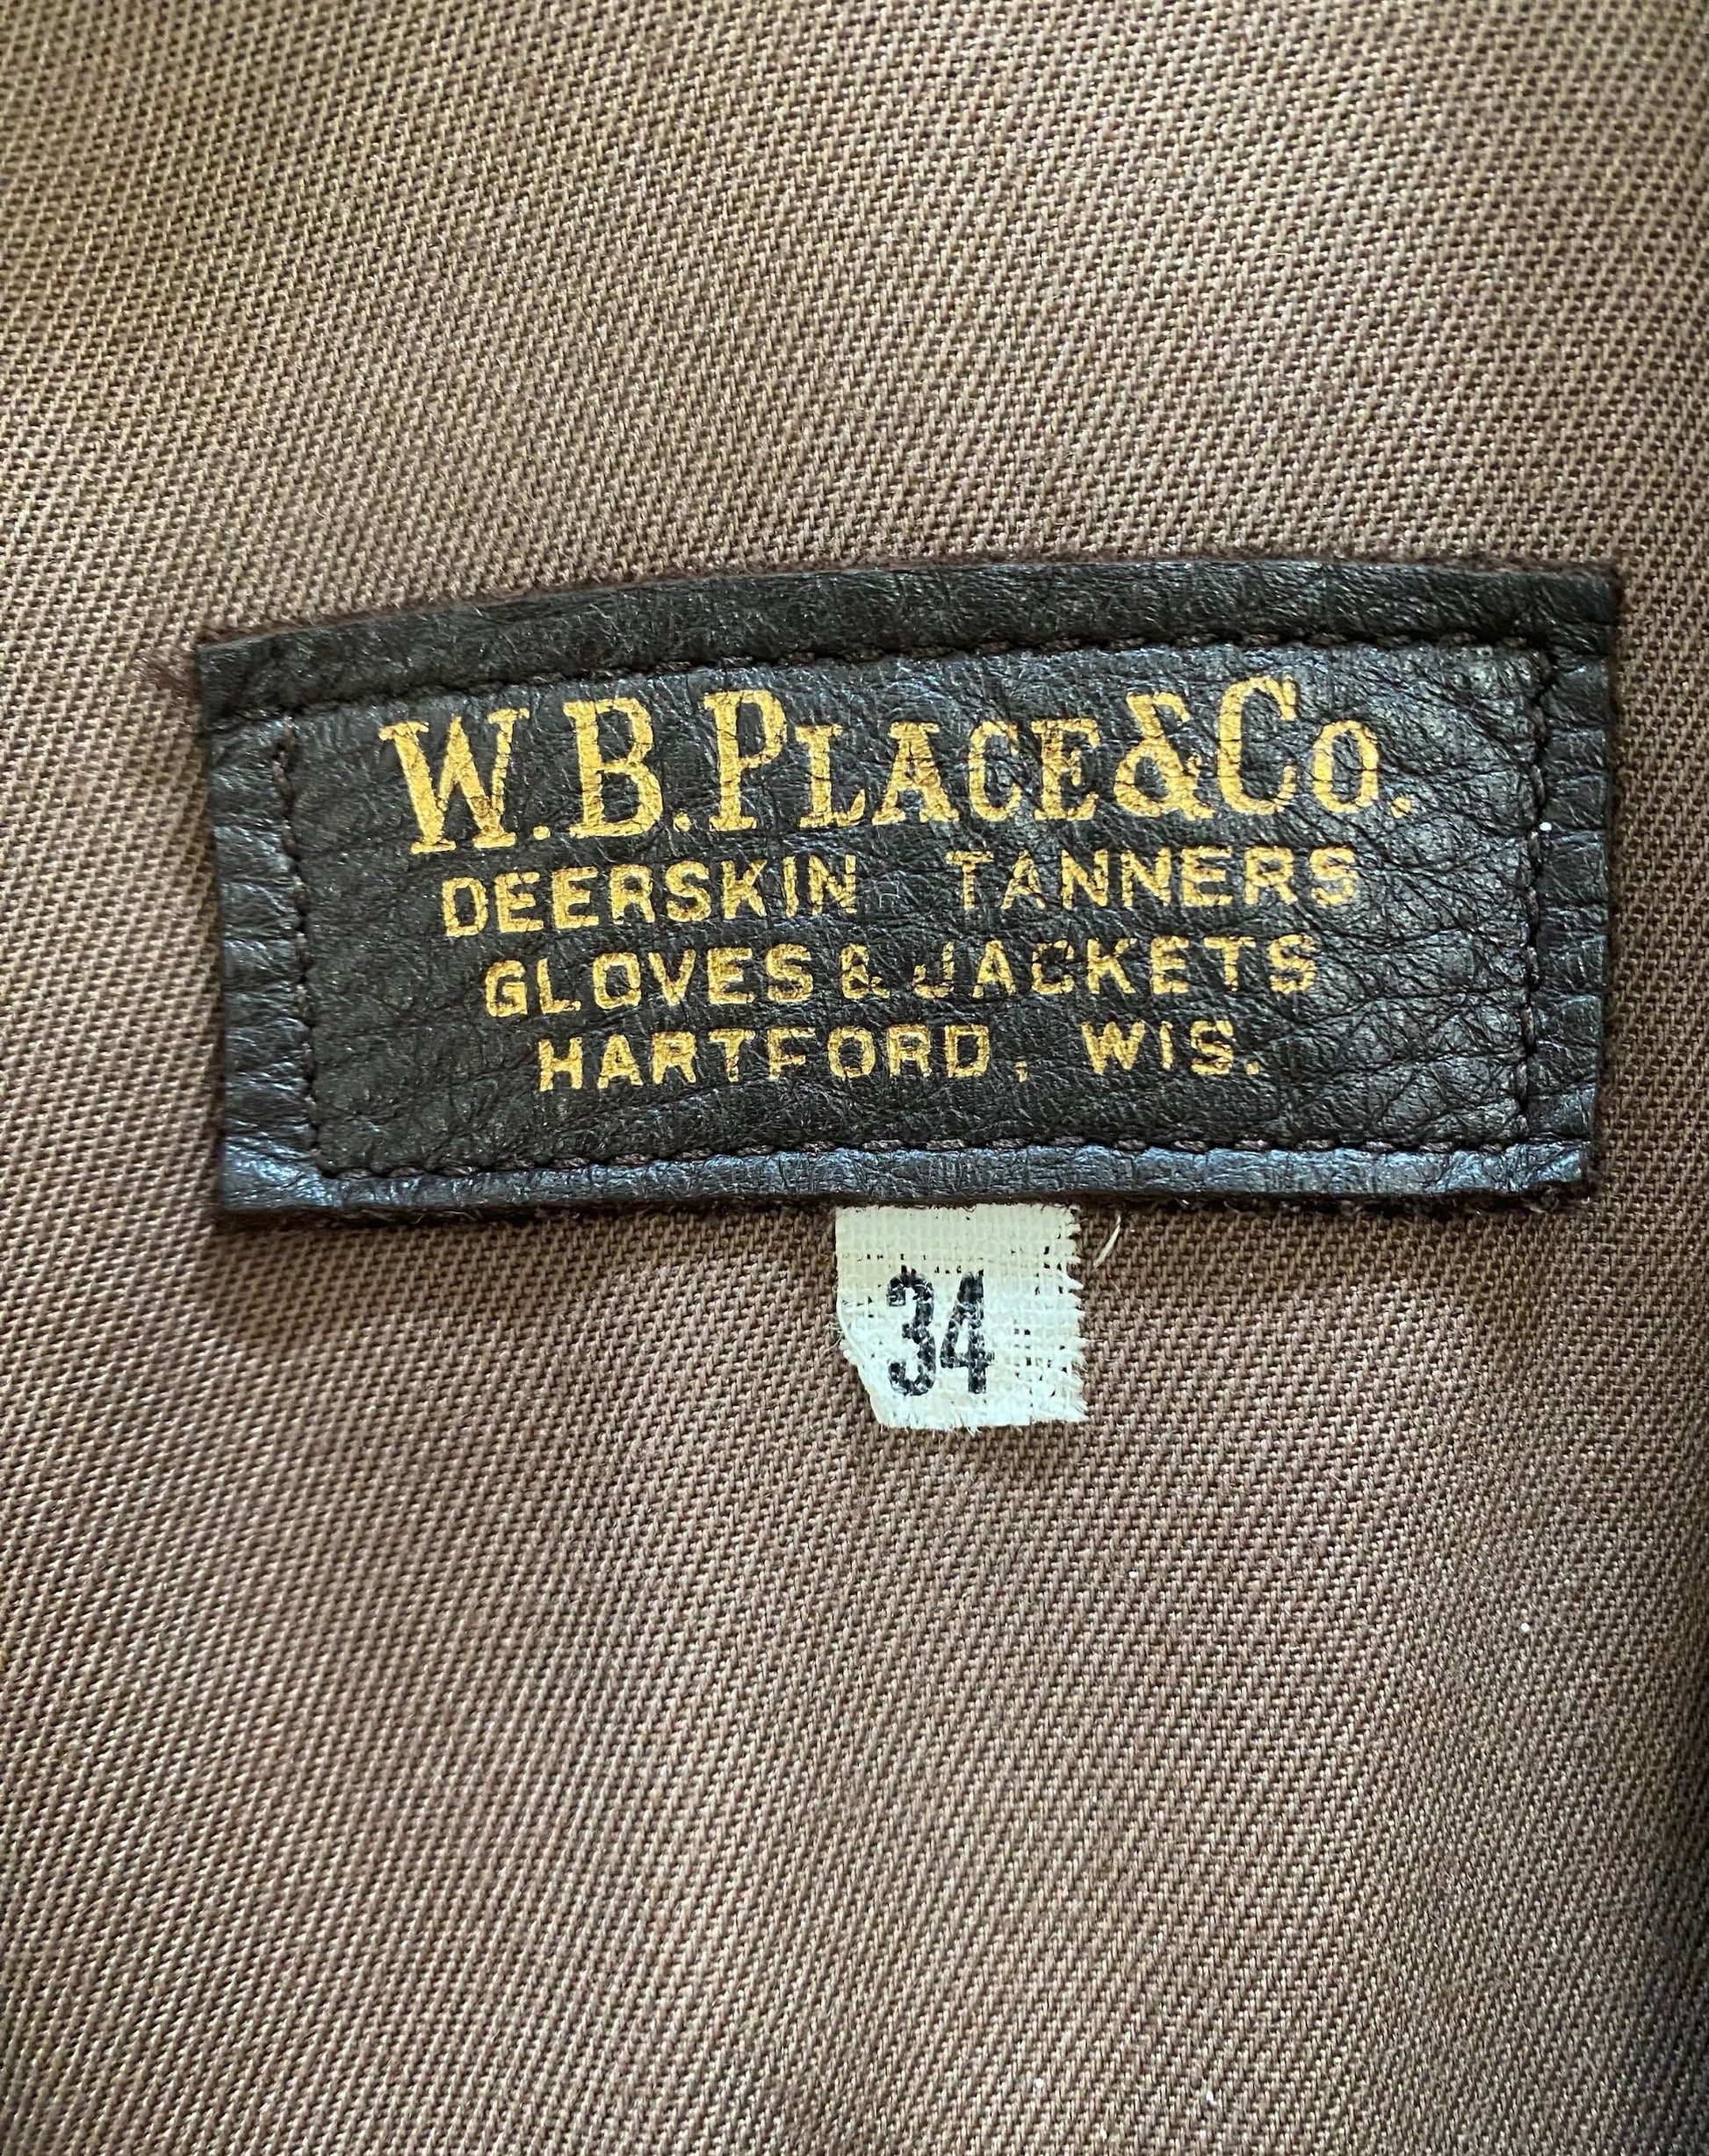 W.B. PLACE & CO.
DEERSKIN TANNERS
GLOVES & JACKETS
HARTFORD, WIS.
34